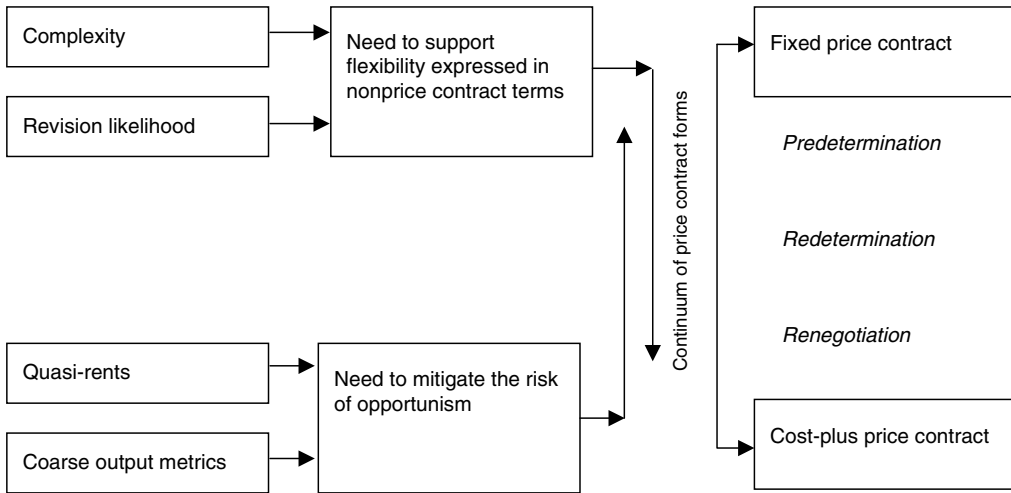 Complexity
Revision likelihood
Need to support
flexibility expressed in
nonprice contract terms
Quasi-rents
Coarse output metrics
Need to mitigate the risk
of opportunism
Continuum of price contract forms
Fixed price contract
Predetermination
Redetermination
Renegotiation
Cost-plus price contract